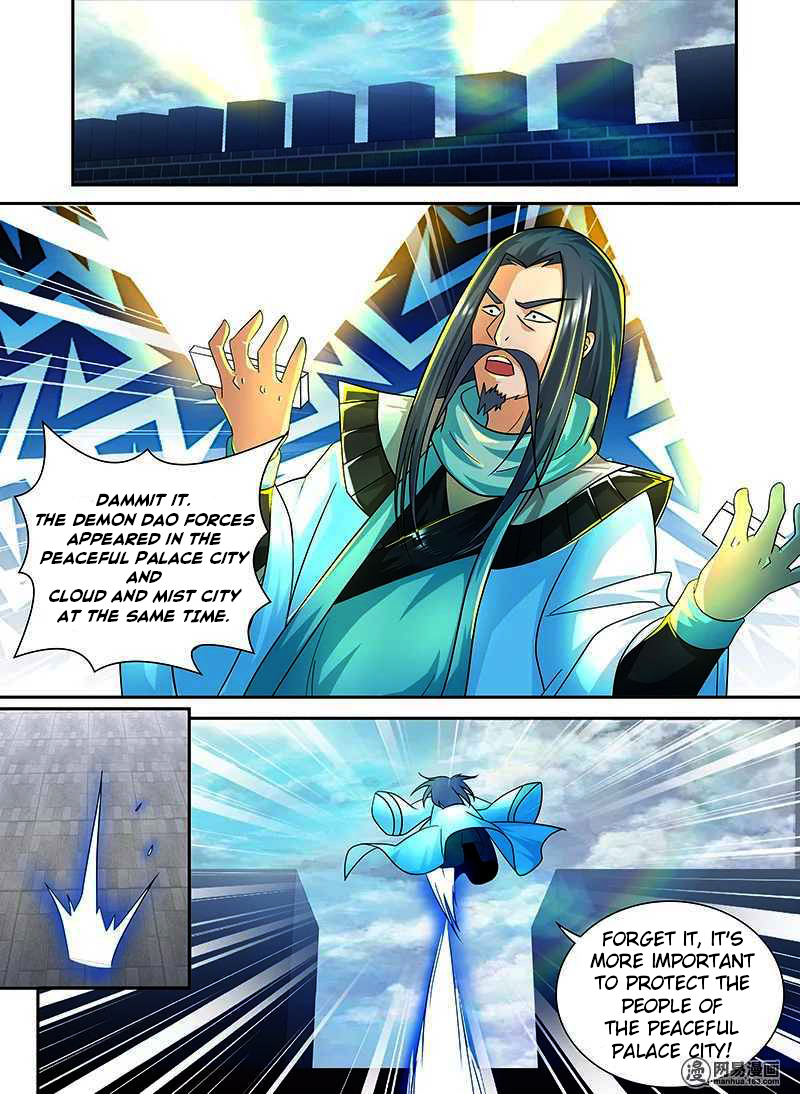 DAMMIT IT.
THE DEMON DAO FORCES
APPEARED IN THE
PEACEFUL PALACE CITY
AND
CLOUD AND MIST CITY
AT THE SAME TIME.
FORGET IT, IT'S
MORE IMPORTANT
TO PROTECT THE
PEOPLE OF
THE PEACEFUL
PALACE CITY!
漫 网易漫画
manhua.163.com